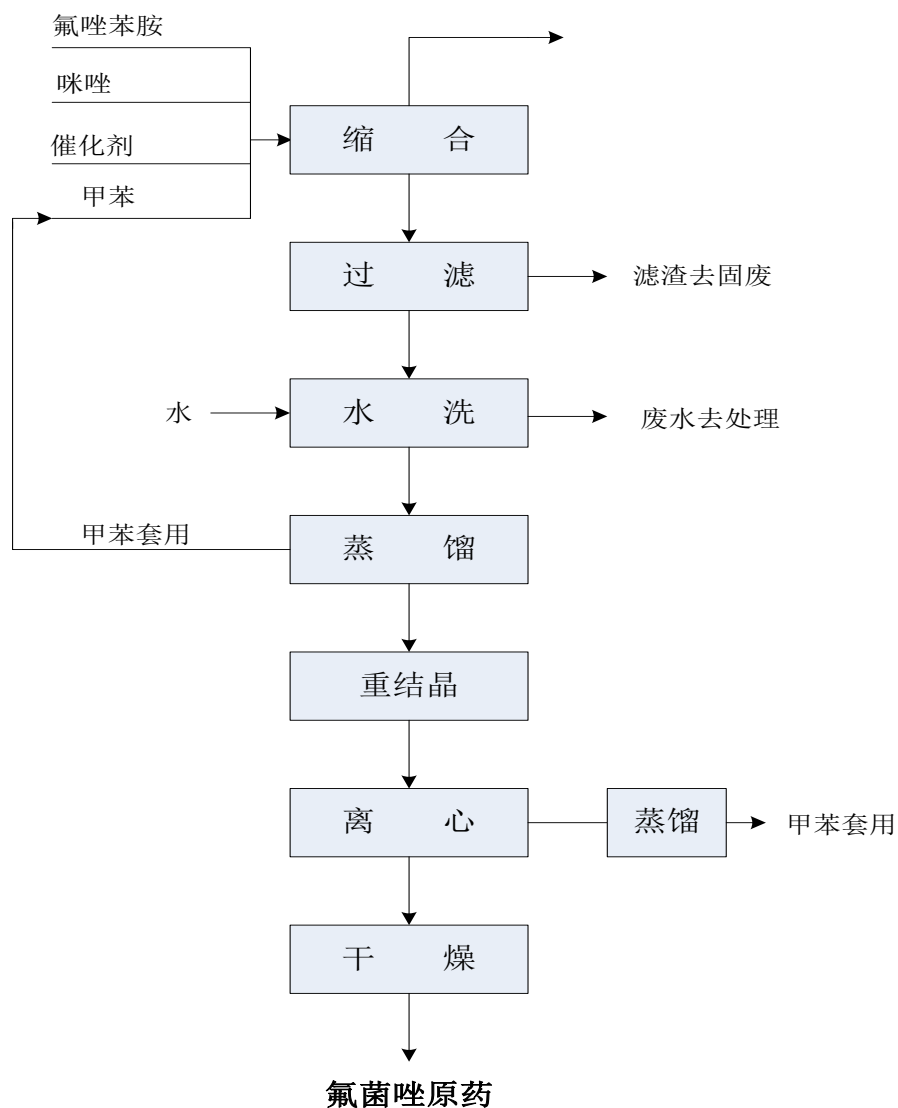 氟唑苯胺
咪唑
催化剂
甲苯
缩 合
过 滤
滤渣去固废
水
水 洗
废水去处理
甲苯套用
蒸 馏
重结晶
离 心
蒸馏
甲苯套用
干 燥
氟菌唑原药